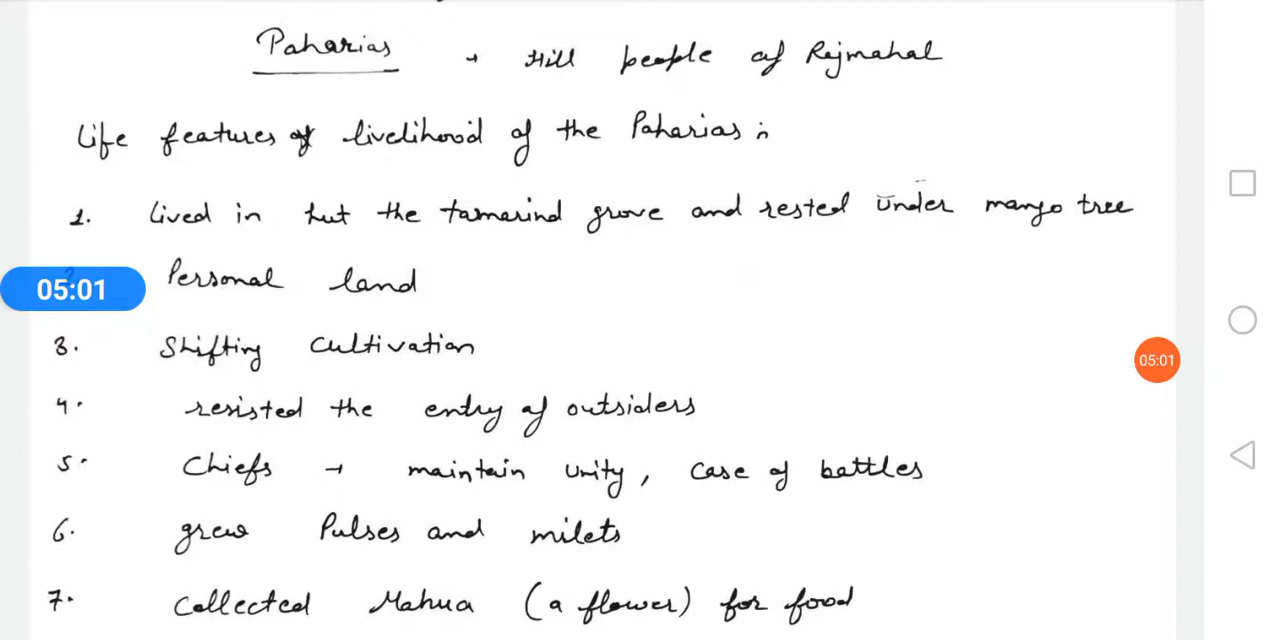 Paharias → Hill people of Rajmahal
Life features of livelihood of the Paharias :
1. Lived in hut the tamarind grove and rested under mango tree
05:01 Personal land
3. Shifting cultivation
05:01
4. resisted the entry of outsiders
5. Chiefs → maintain unity, case of battles
6. grew Pulses and milets
7. Collected Mahua (a flower) for food